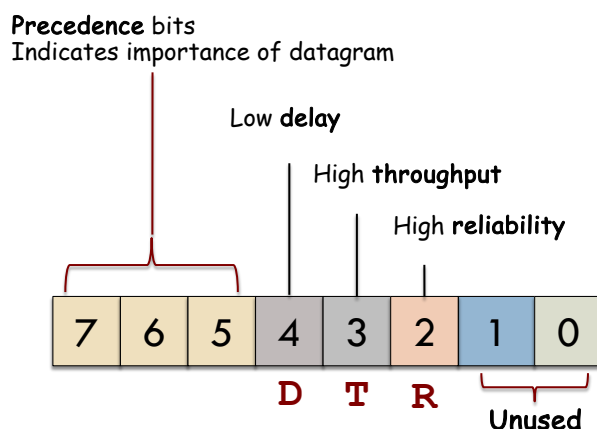 Precedence bits
Indicates importance of datagram
Low delay
High throughput
High reliability
7 6 5 4 3 2 1 0
D T R
Unused